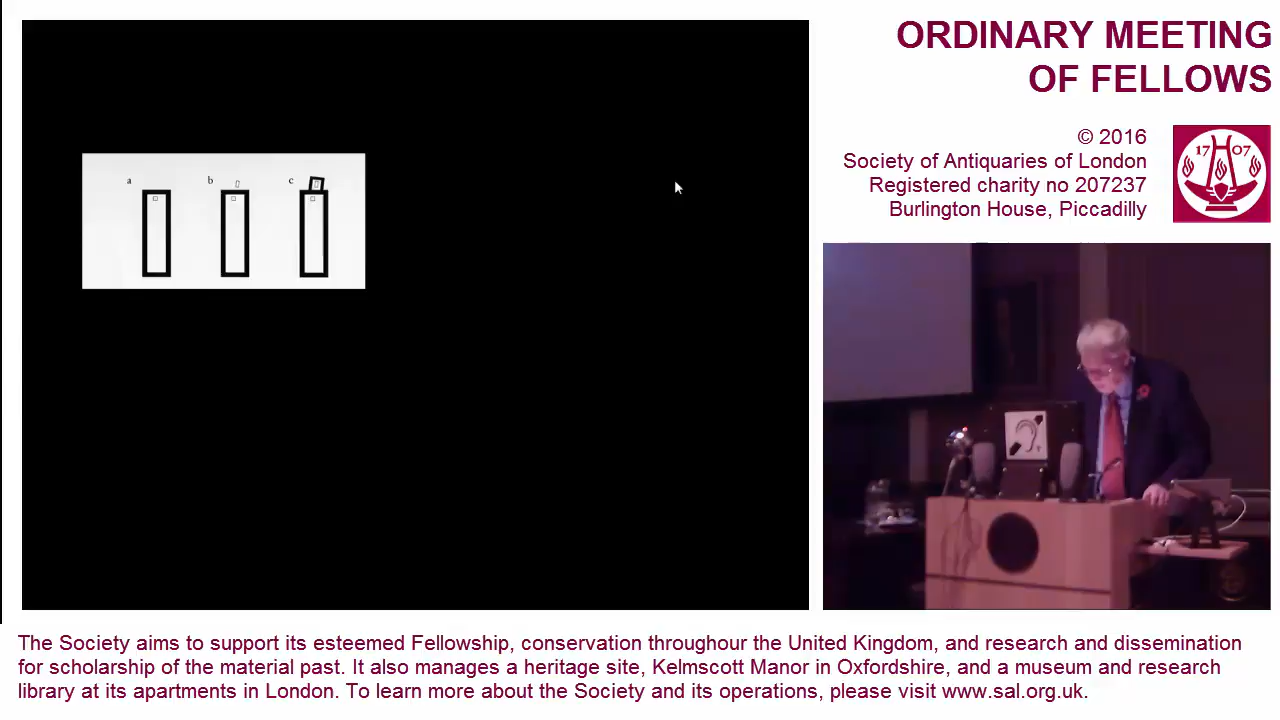 ORDINARY MEETING
OF FELLOWS
© 2016
Society of Antiquaries of London
Registered charity no 207237
Burlington House, Piccadilly
17 07
a b c
The Society aims to support its esteemed Fellowship, conservation throughour the United Kingdom, and research and dissemination
for scholarship of the material past. It also manages a heritage site, Kelmscott Manor in Oxfordshire, and a museum and research
library at its apartments in London. To learn more about the Society and its operations, please visit www.sal.org.uk.